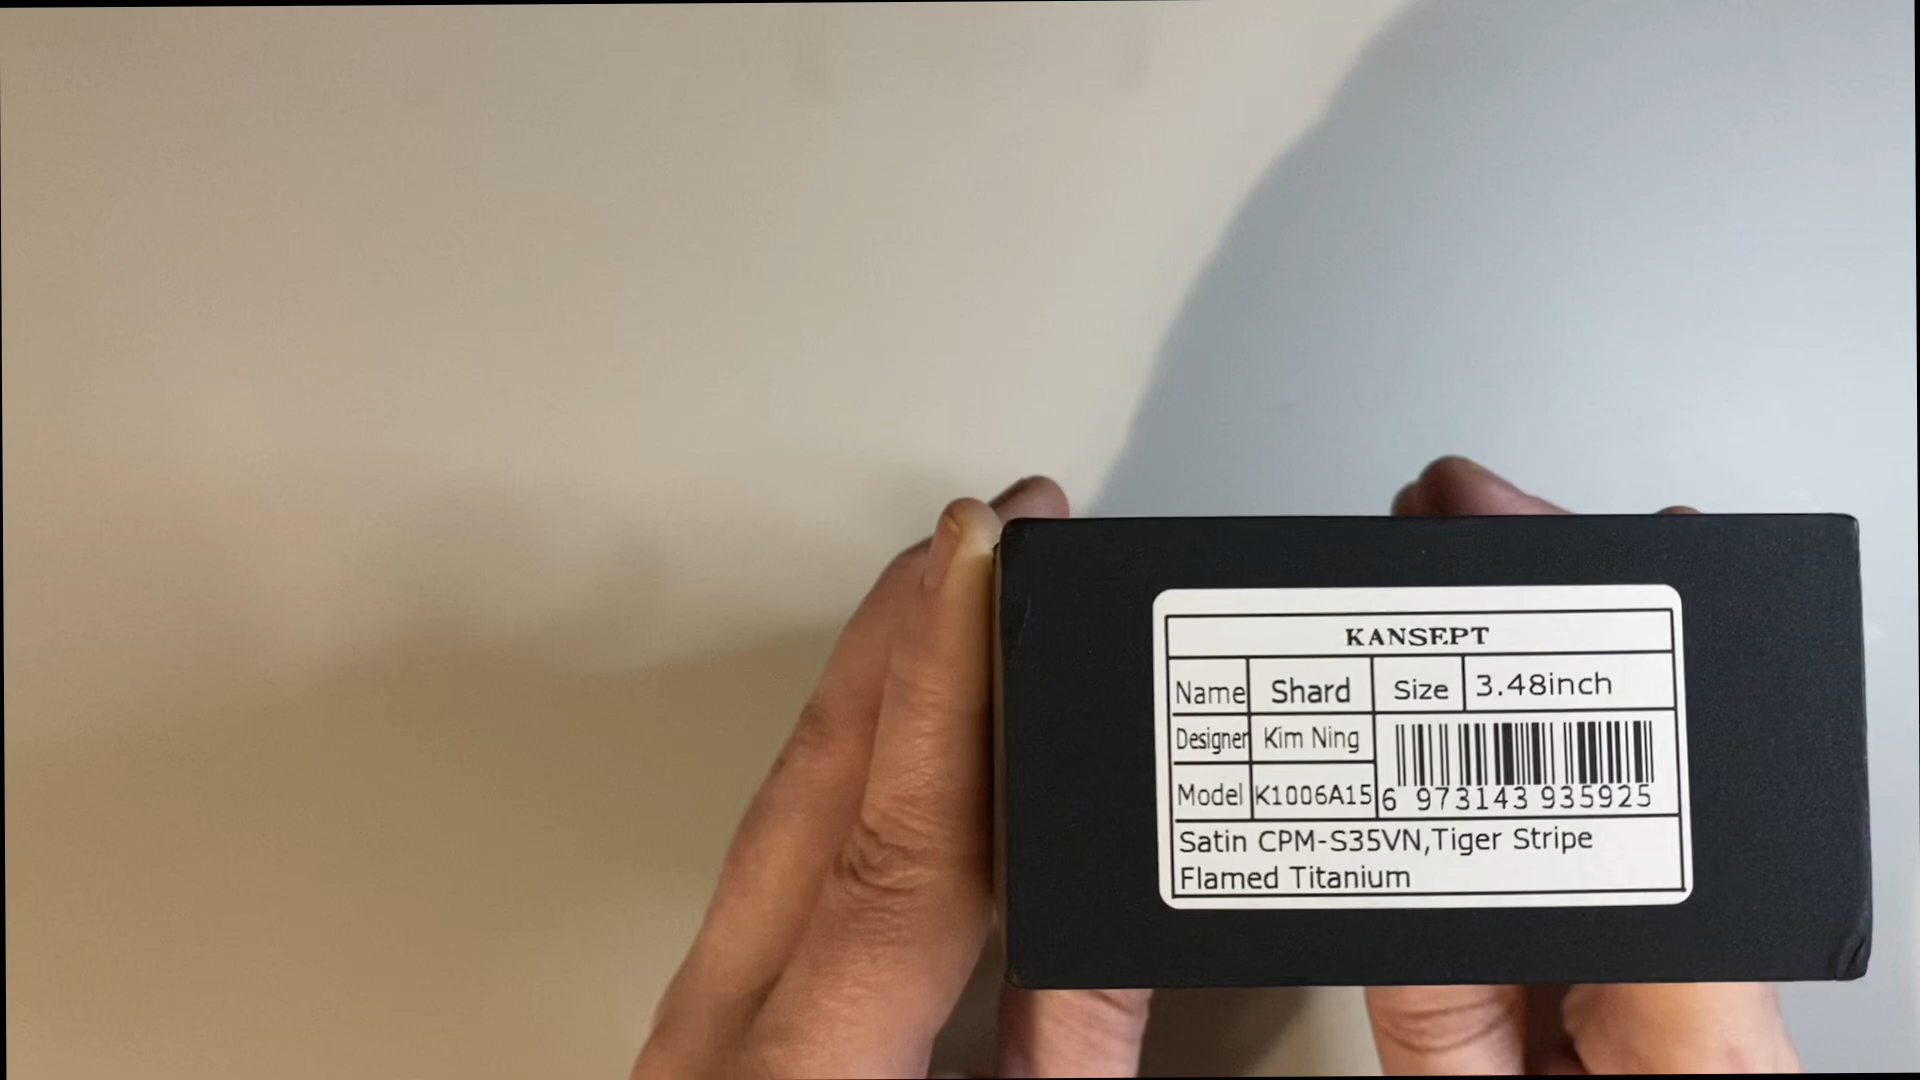 KANSEPT
Name Shard Size 3.48inch
Designer Kim Ning
Model K1006A15 6 973143 935925
Satin CPM-S35VN,Tiger Stripe
Flamed Titanium